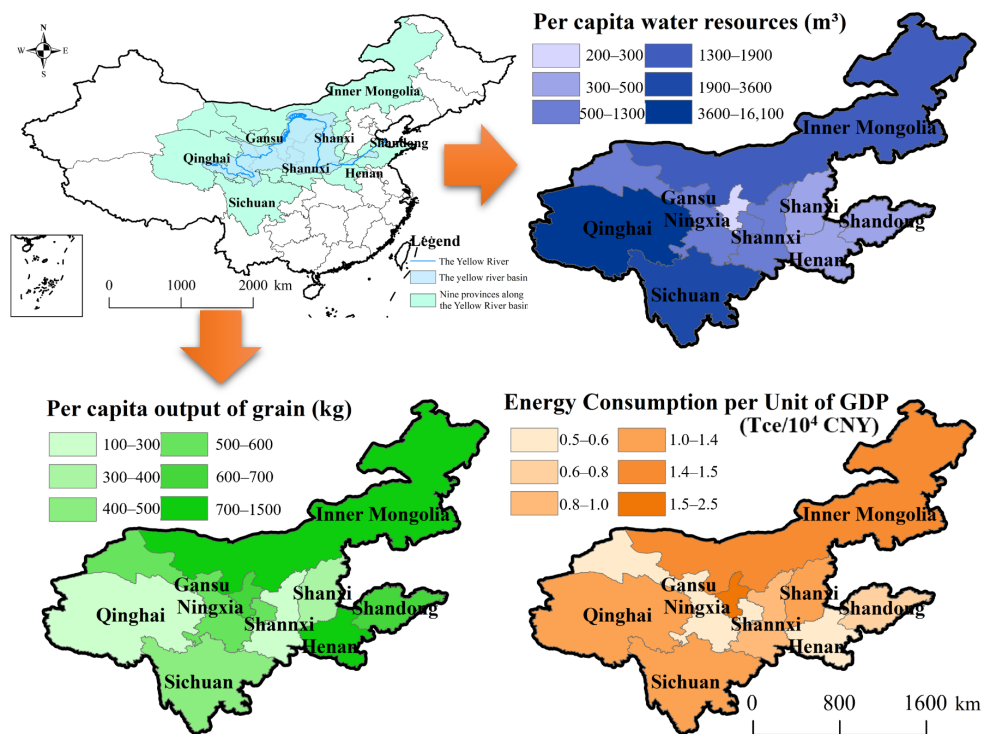 N
W
E
S
Inner Mongolia
Gansu
Shanxi
Shandong
Qinghai
Shannxi
Henan
Sichuan
Legend
The Yellow River
The yellow river basin
Nine provinces along
the Yellow River basin
0 1000 2000 km
Per capita water resources (m³)
200–300 1300–1900
300–500 1900–3600
500–1300 3600–16,100
Inner Mongolia
Gansu
Ningxia
Shanxi
Shandong
Qinghai
Shannxi
Henan
Sichuan
Per capita output of grain (kg)
100–300 500–600
300–400 600–700
400–500 700–1500
Inner Mongolia
Gansu
Ningxia
Shanxi
Shandong
Qinghai
Shannxi
Henan
Sichuan
Energy Consumption per Unit of GDP
(Tce/10⁴ CNY)
0.5–0.6 1.0–1.4
0.6–0.8 1.4–1.5
0.8–1.0 1.5–2.5
Inner Mongolia
Gansu
Ningxia
Shanxi
Shandong
Qinghai
Shannxi
Henan
Sichuan
0 800 1600 km